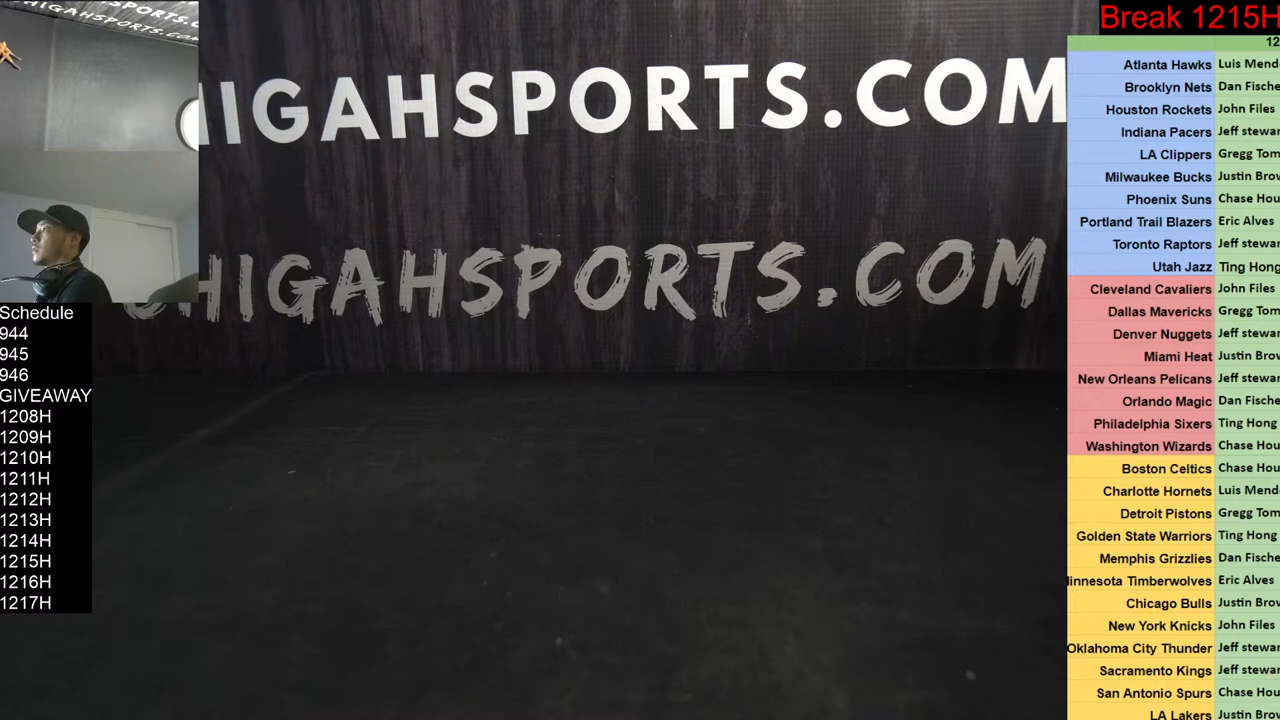 HIGAHSPORTS.C
HIGAHSPORTS.COM
HIGAHSPORTS.COM
HIGAHSPORTS.COM
Schedule
944
945
946
GIVEAWAY
1208H
1209H
1210H
1211H
1212H
1213H
1214H
1215H
1216H
1217H
Break 1215H
12
Atlanta Hawks Luis Mend
Brooklyn Nets Dan Fische
Houston Rockets John Files
Indiana Pacers Jeff stewar
LA Clippers Gregg Tom
Milwaukee Bucks Justin Brov
Phoenix Suns Chase Hou
Portland Trail Blazers Eric Alves
Toronto Raptors Jeff stewar
Utah Jazz Ting Hong
Cleveland Cavaliers John Files
Dallas Mavericks Gregg Tom
Denver Nuggets Jeff stewar
Miami Heat Justin Brov
New Orleans Pelicans Jeff stewar
Orlando Magic Dan Fische
Philadelphia Sixers Ting Hong
Washington Wizards Chase Hou
Boston Celtics Chase Hou
Charlotte Hornets Luis Mend
Detroit Pistons Gregg Tom
Golden State Warriors Ting Hong
Memphis Grizzlies Dan Fische
innesota Timberwolves Eric Alves
Chicago Bulls Justin Brov
New York Knicks John Files
Oklahoma City Thunder Jeff stewar
Sacramento Kings Jeff stewar
San Antonio Spurs Chase Hou
LA Lakers Justin Brov